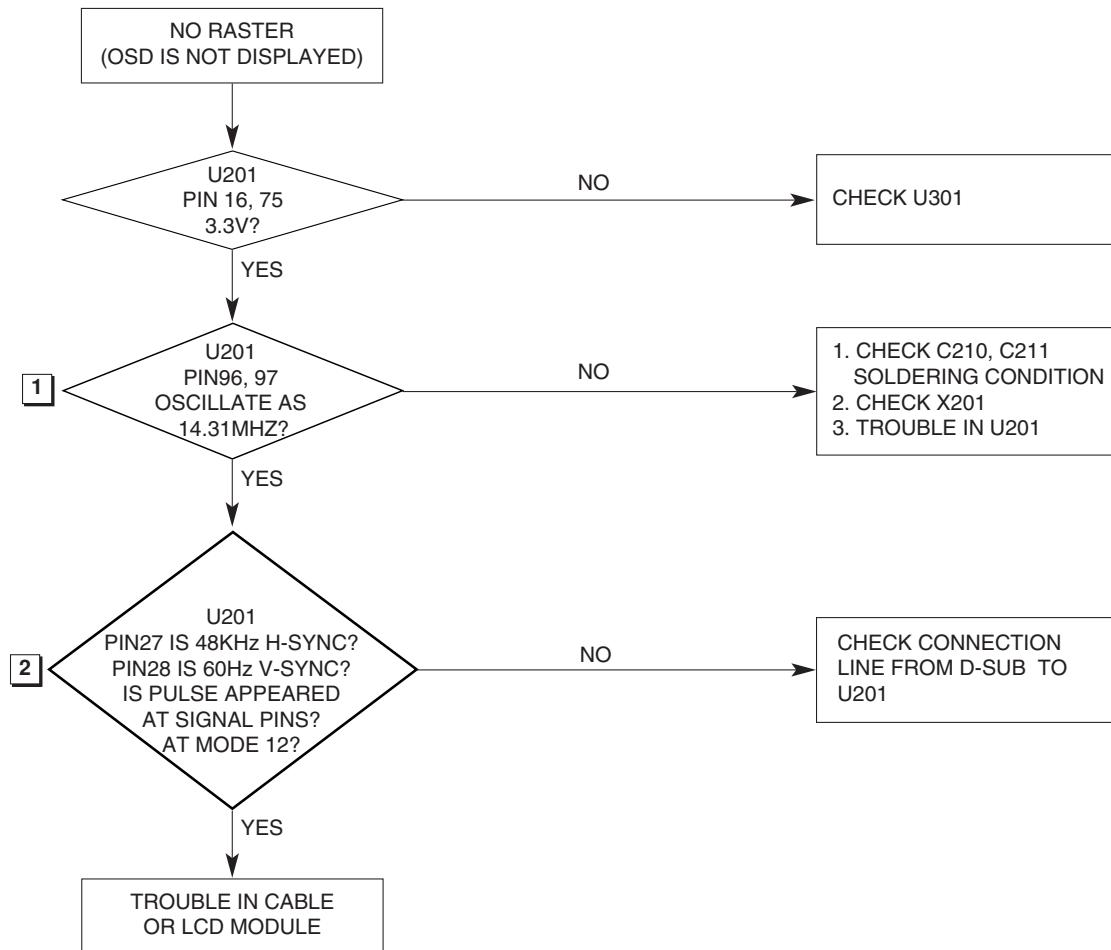 NO RASTER
(OSD IS NOT DISPLAYED)
U201
PIN 16, 75
3.3V?
NO
CHECK U301
YES
1
U201
PIN96, 97
OSCILLATE AS
14.31MHZ?
NO
1. CHECK C210, C211
SOLDERING CONDITION
2. CHECK X201
3. TROUBLE IN U201
YES
2
U201
PIN27 IS 48KHz H-SYNC?
PIN28 IS 60Hz V-SYNC?
IS PULSE APPEARED
AT SIGNAL PINS?
AT MODE 12?
NO
CHECK CONNECTION
LINE FROM D-SUB TO
U201
YES
TROUBLE IN CABLE
OR LCD MODULE